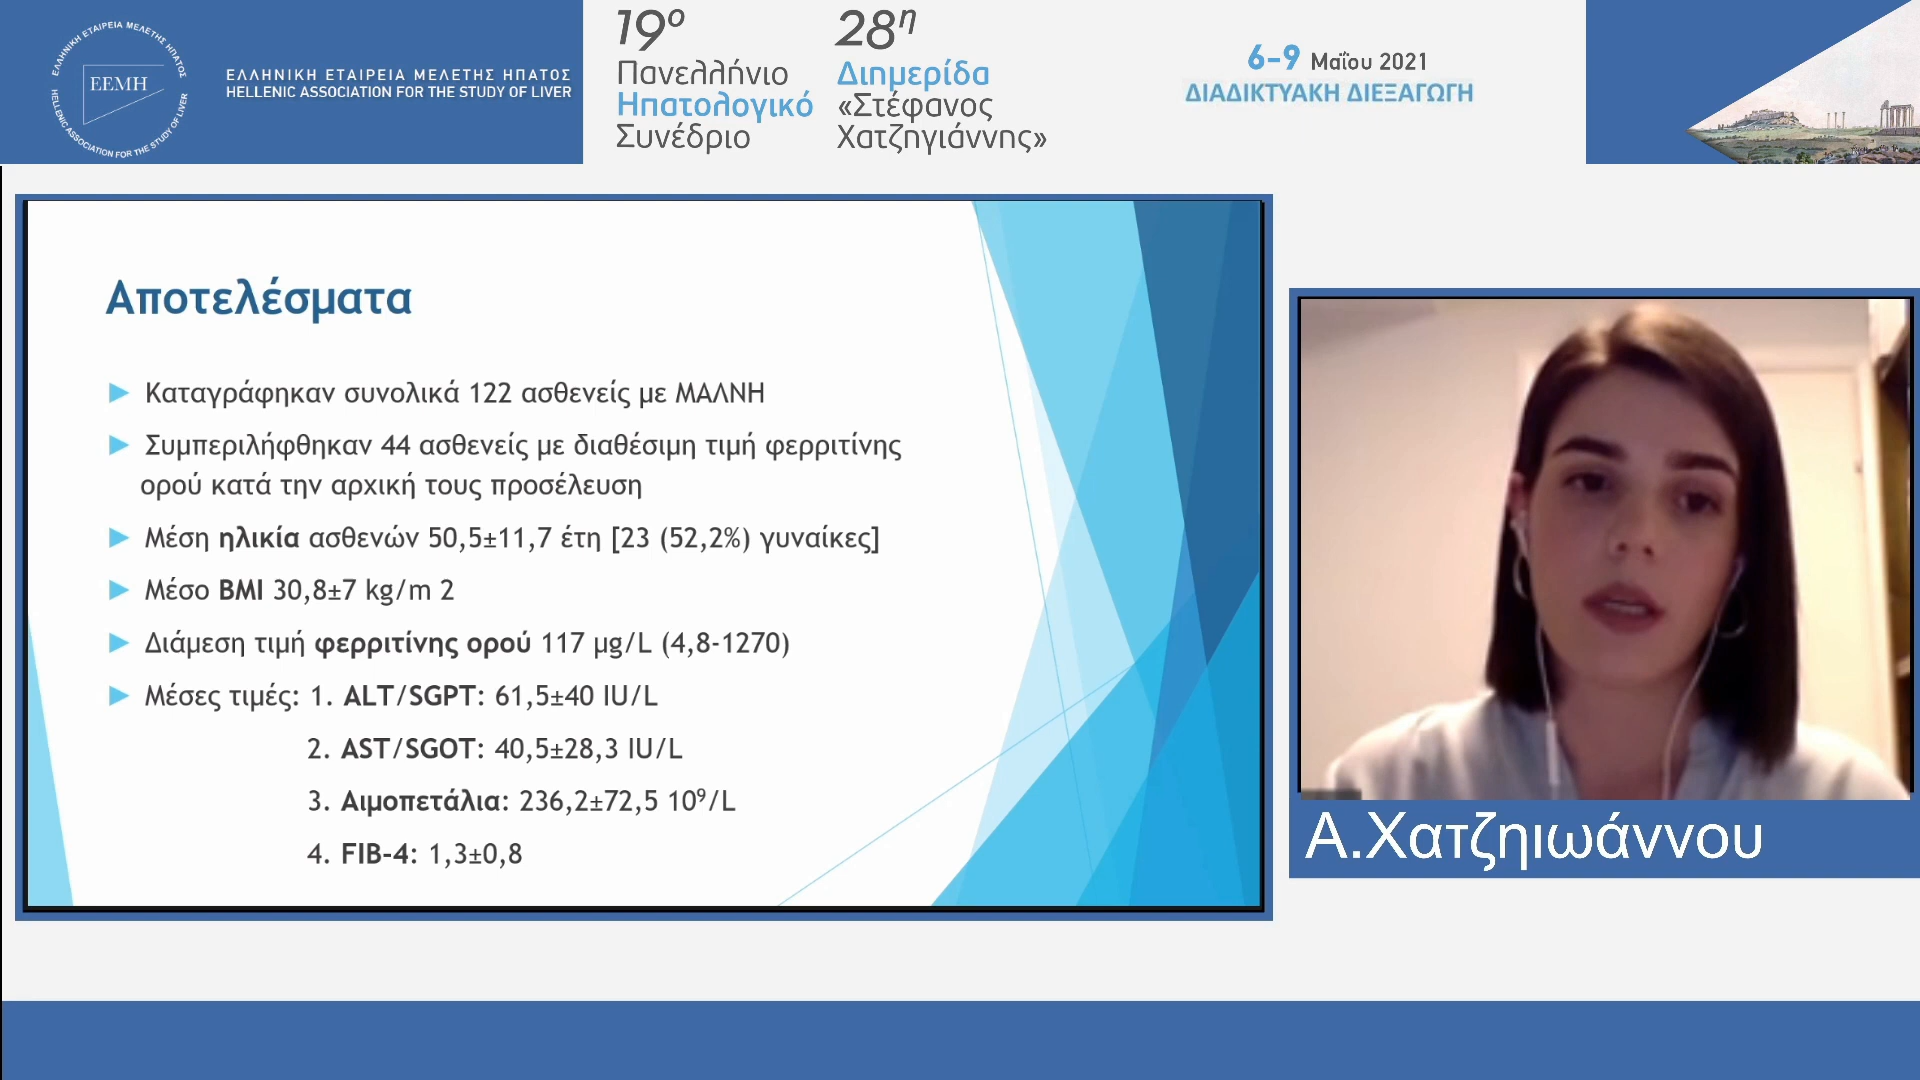 ΕΛΛΗΝΙΚΗ ΕΤΑΙΡΕΙΑ ΜΕΛΕΤΗΣ ΗΠΑΤΟΣ
ΕΕΜΗ
HELLENIC ASSOCIATION FOR THE STUDY OF LIVER
ΕΛΛΗΝΙΚΗ ΕΤΑΙΡΕΙΑ ΜΕΛΕΤΗΣ ΗΠΑΤΟΣ
HELLENIC ASSOCIATION FOR THE STUDY OF LIVER
19ο
Πανελλήνιο
Ηπατολογικό
Συνέδριο
28η
Διημερίδα
«Στέφανος
Χατζηγιάννης»
6-9 Μαΐου 2021
ΔΙΑΔΙΚΤΥΑΚΗ ΔΙΕΞΑΓΩΓΗ
Αποτελέσματα
► Καταγράφηκαν συνολικά 122 ασθενείς με ΜΑΛΝΗ
► Συμπεριλήφθηκαν 44 ασθενείς με διαθέσιμη τιμή φερριτίνης
ορού κατά την αρχική τους προσέλευση
► Μέση ηλικία ασθενών 50,5±11,7 έτη [23 (52,2%) γυναίκες]
► Μέσο BMI 30,8±7 kg/m 2
► Διάμεση τιμή φερριτίνης ορού 117 μg/L (4,8-1270)
► Μέσες τιμές: 1. ALT/SGPT: 61,5±40 IU/L
2. AST/SGOT: 40,5±28,3 IU/L
3. Αιμοπετάλια: 236,2±72,5 10⁹/L
4. FIB-4: 1,3±0,8
Α.Χατζηιωάννου